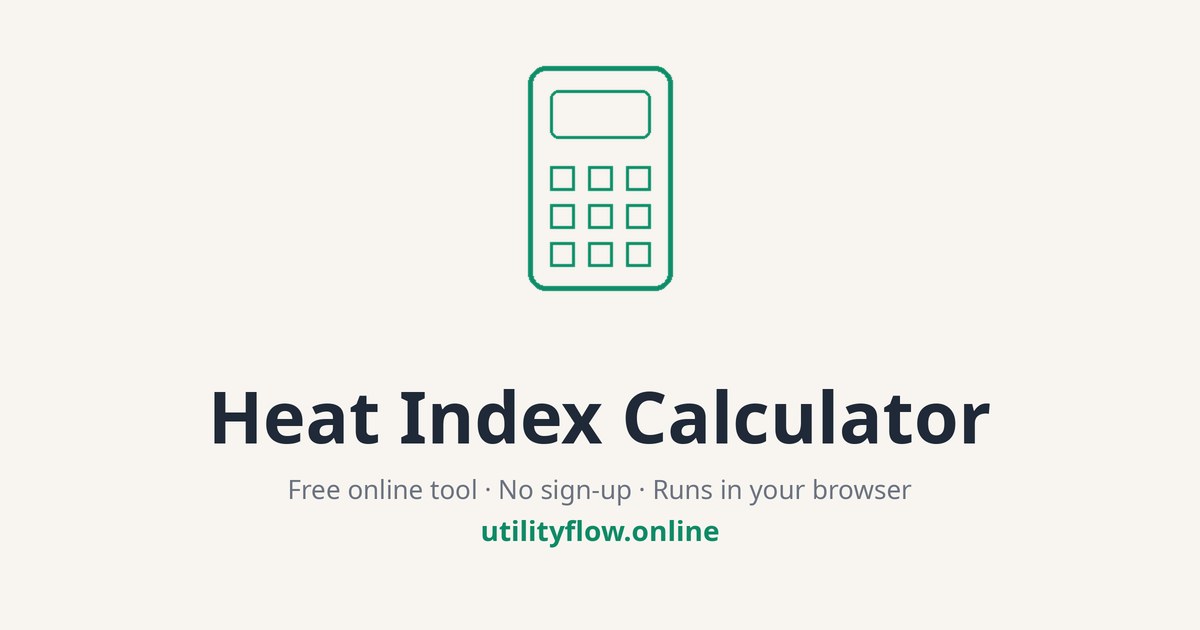 Heat Index Calculator
Free online tool · No sign-up · Runs in your browser
utilityflow.online